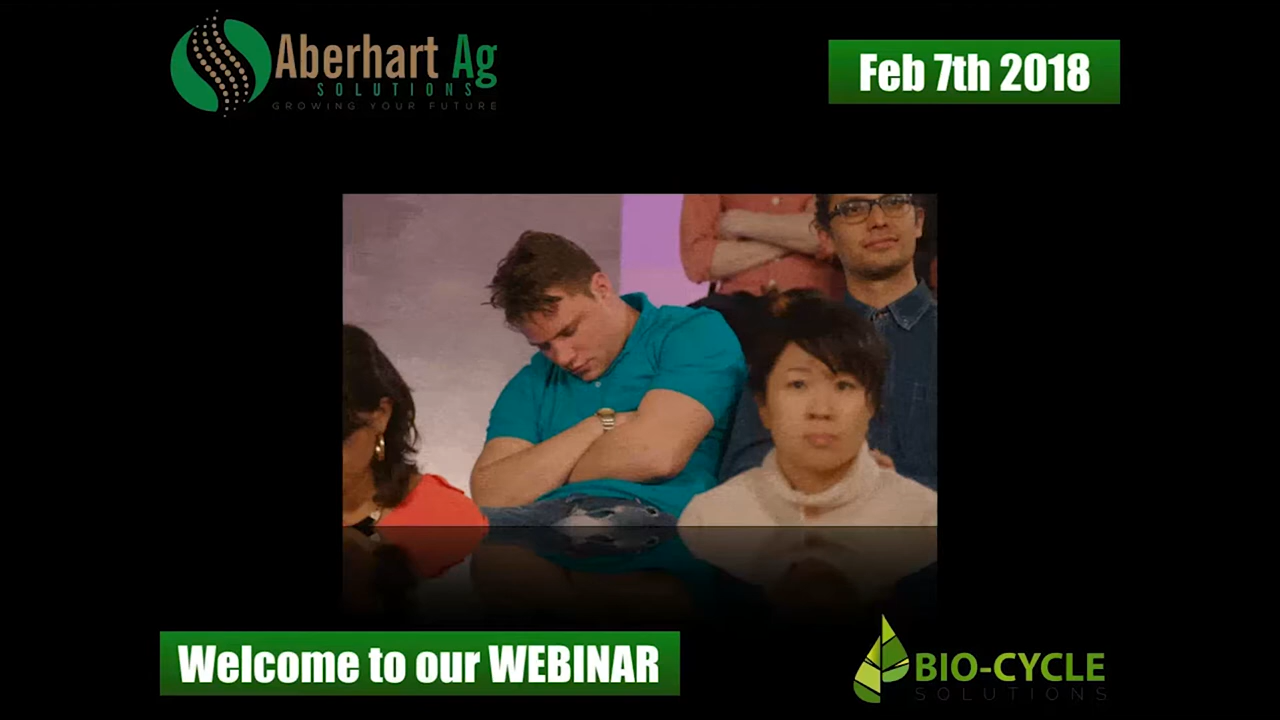 Aberhart Ag
SOLUTIONS
GROWING YOUR FUTURE
Feb 7th 2018
Welcome to our WEBINAR
BIO-CYCLE
SOLUTIONS